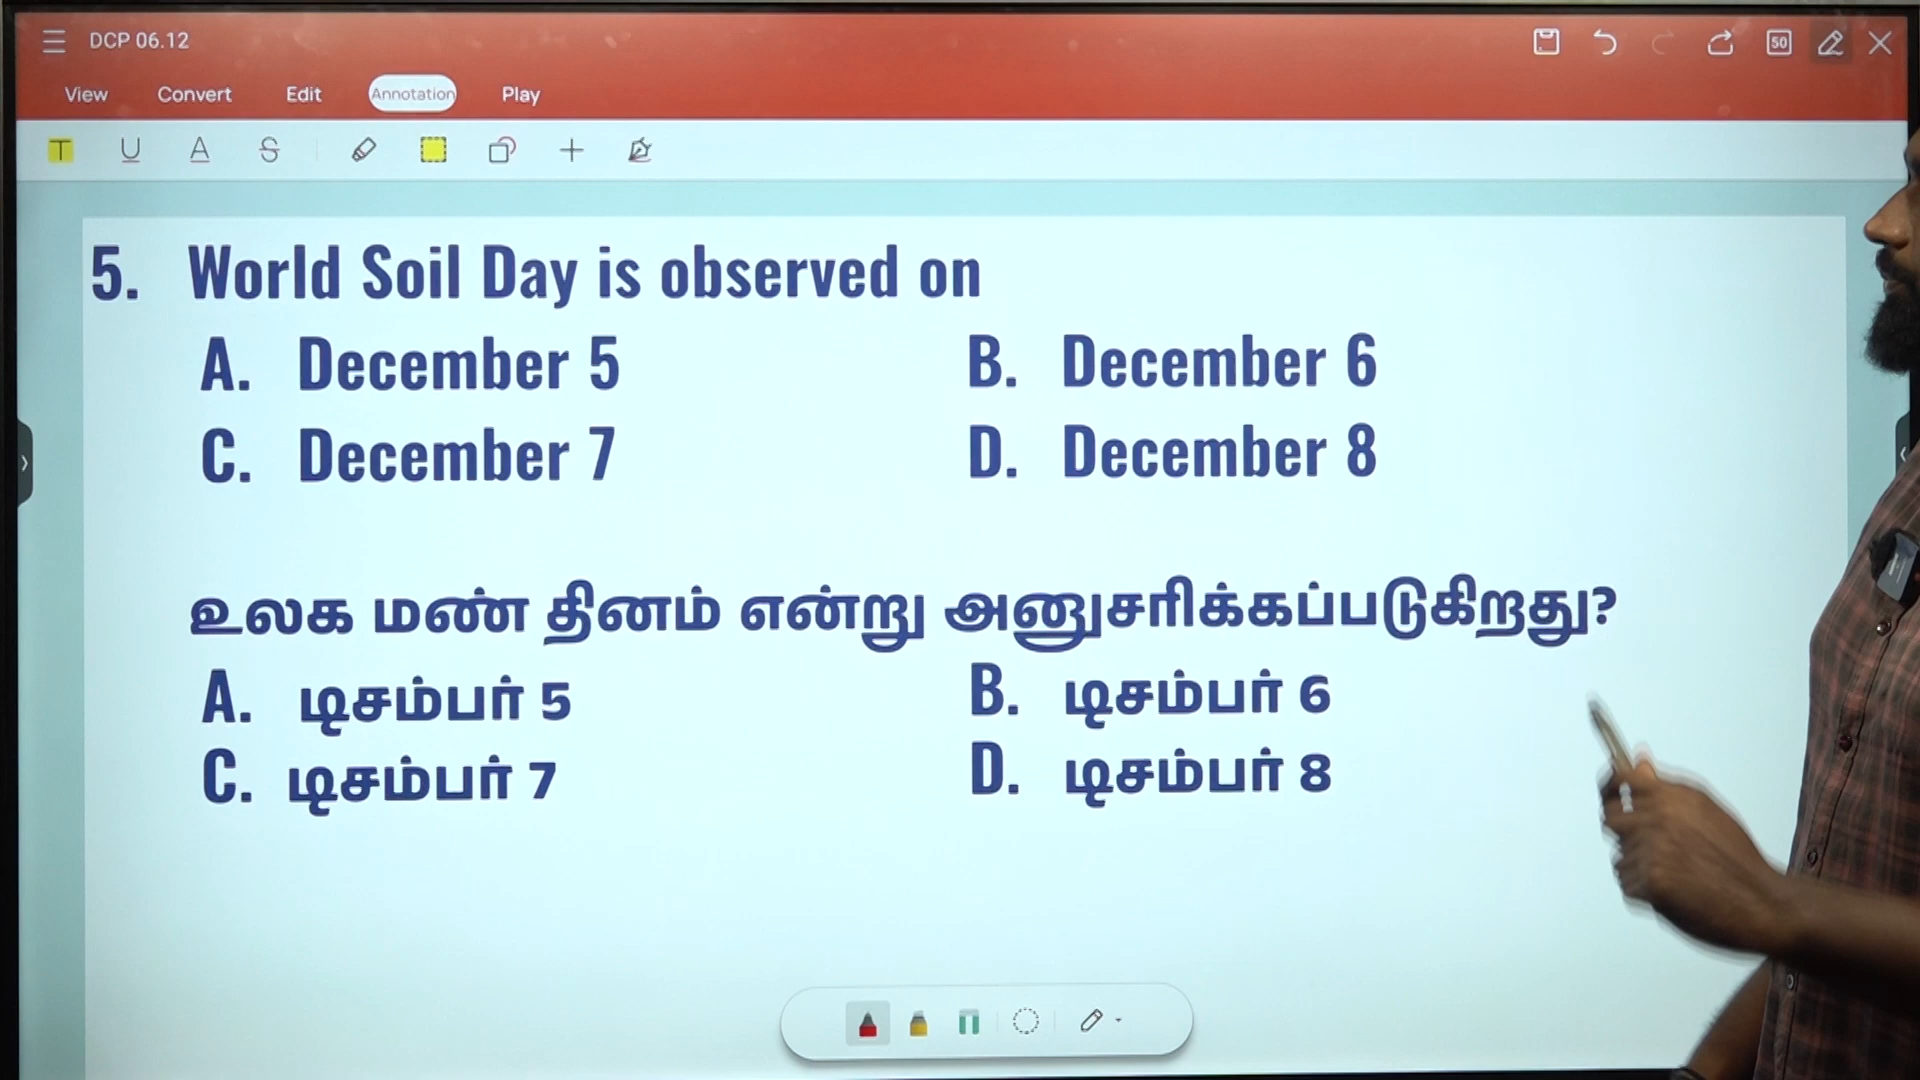 DCP 06.12
50
View Convert Edit Annotation Play
T U A S
5. World Soil Day is observed on
A. December 5 B. December 6
C. December 7 D. December 8
உலக மண் தினம் என்று அனுசரிக்கப்படுகிறது?
A. டிசம்பர் 5 B. டிசம்பர் 6
C. டிசம்பர் 7 D. டிசம்பர் 8